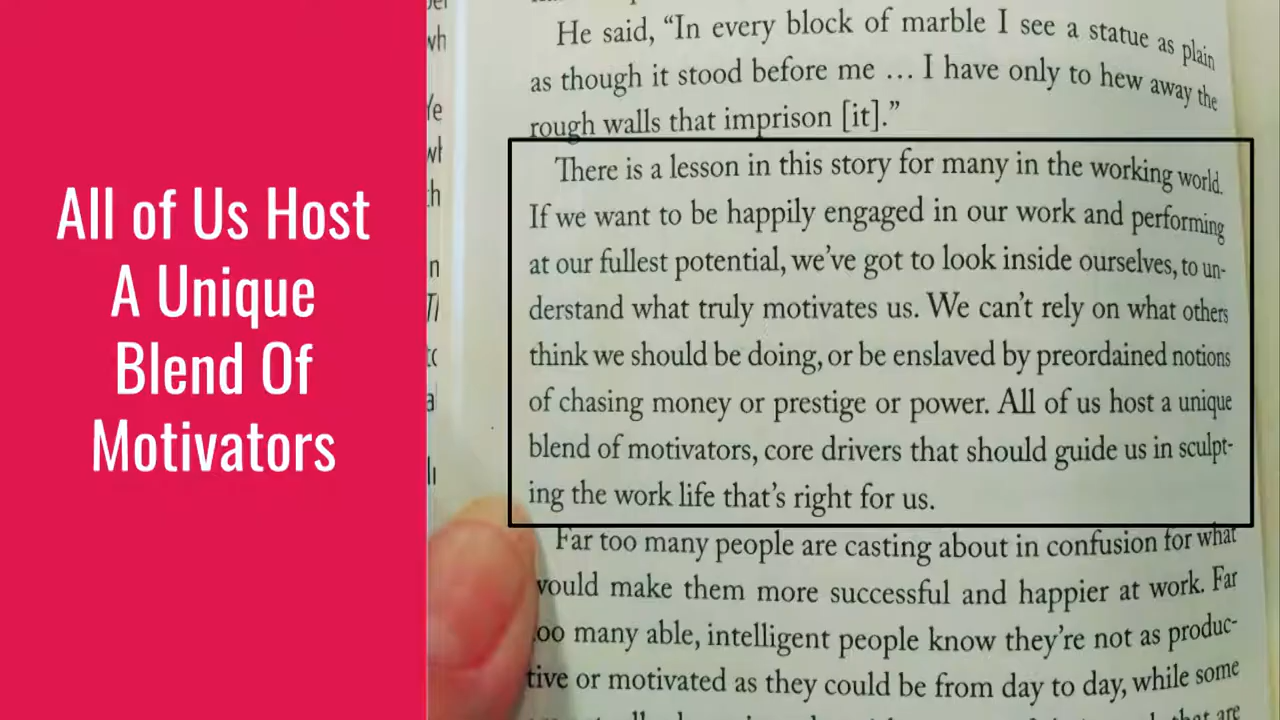 All of Us Host
A Unique
Blend Of
Motivators
He said, “In every block of marble I see a statue as plain
as though it stood before me … I have only to hew away the
rough walls that imprison [it].”
There is a lesson in this story for many in the working world.
If we want to be happily engaged in our work and performing
at our fullest potential, we’ve got to look inside ourselves, to un-
derstand what truly motivates us. We can’t rely on what others
think we should be doing, or be enslaved by preordained notions
of chasing money or prestige or power. All of us host a unique
blend of motivators, core drivers that should guide us in sculpt-
ing the work life that’s right for us.
Far too many people are casting about in confusion for what
would make them more successful and happier at work. Far
too many able, intelligent people know they’re not as produc-
tive or motivated as they could be from day to day, while some
that are